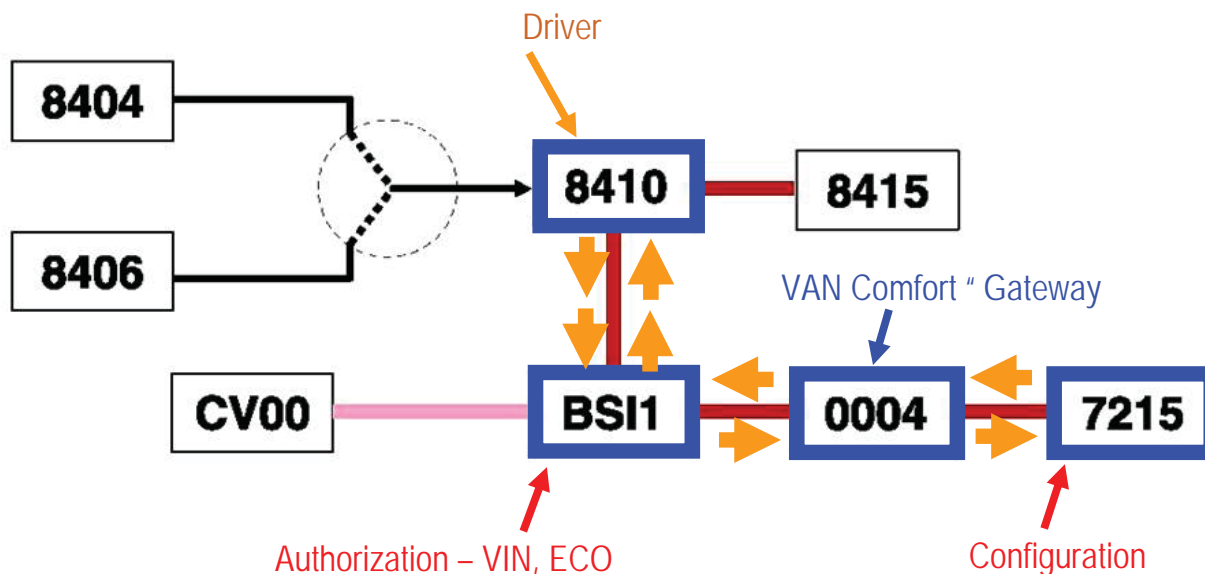 Driver
8404
8410
8415
8406
VAN Comfort “ Gateway
CV00
BSI1
0004
7215
Authorization – VIN, ECO
Configuration